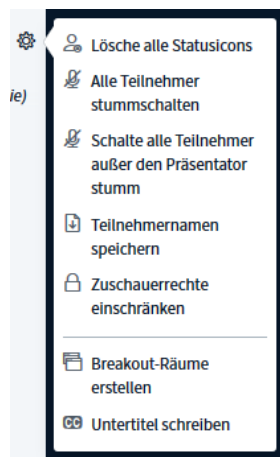 Lösche alle Statusicons
ie)
Alle Teilnehmer
stummschalten
Schalte alle Teilnehmer
außer den Präsentator
stumm
Teilnehmernamen
speichern
Zuschauerrechte
einschränken
Breakout-Räume
erstellen
CC Untertitel schreiben